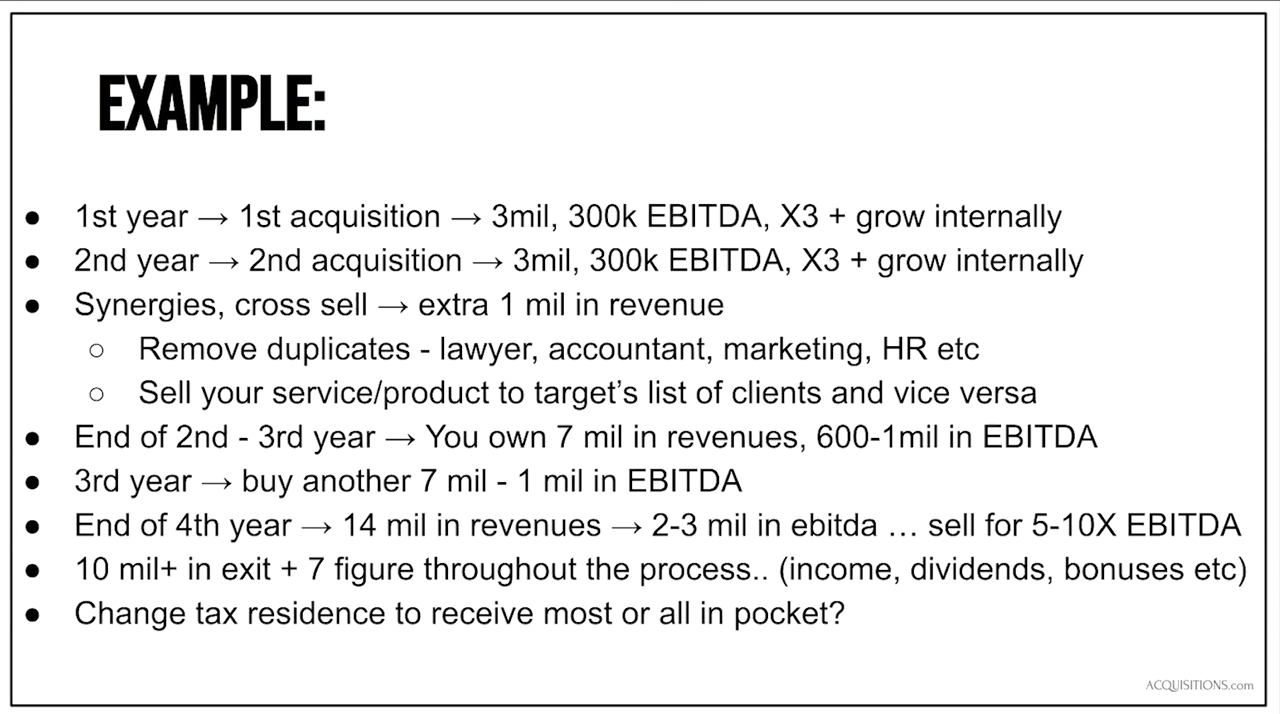 EXAMPLE:
● 1st year → 1st acquisition → 3mil, 300k EBITDA, X3 + grow internally
● 2nd year → 2nd acquisition → 3mil, 300k EBITDA, X3 + grow internally
● Synergies, cross sell → extra 1 mil in revenue
○ Remove duplicates - lawyer, accountant, marketing, HR etc
○ Sell your service/product to target’s list of clients and vice versa
● End of 2nd - 3rd year → You own 7 mil in revenues, 600-1mil in EBITDA
● 3rd year → buy another 7 mil - 1 mil in EBITDA
● End of 4th year → 14 mil in revenues → 2-3 mil in ebitda … sell for 5-10X EBITDA
● 10 mil+ in exit + 7 figure throughout the process.. (income, dividends, bonuses etc)
● Change tax residence to receive most or all in pocket?
ACQUISITIONS.com